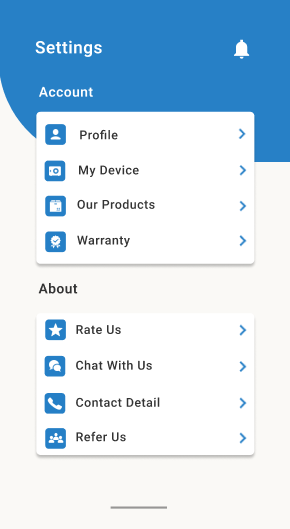 Settings
Account
Profile
My Device
Our Products
Warranty
About
Rate Us
Chat With Us
Contact Detail
Refer Us